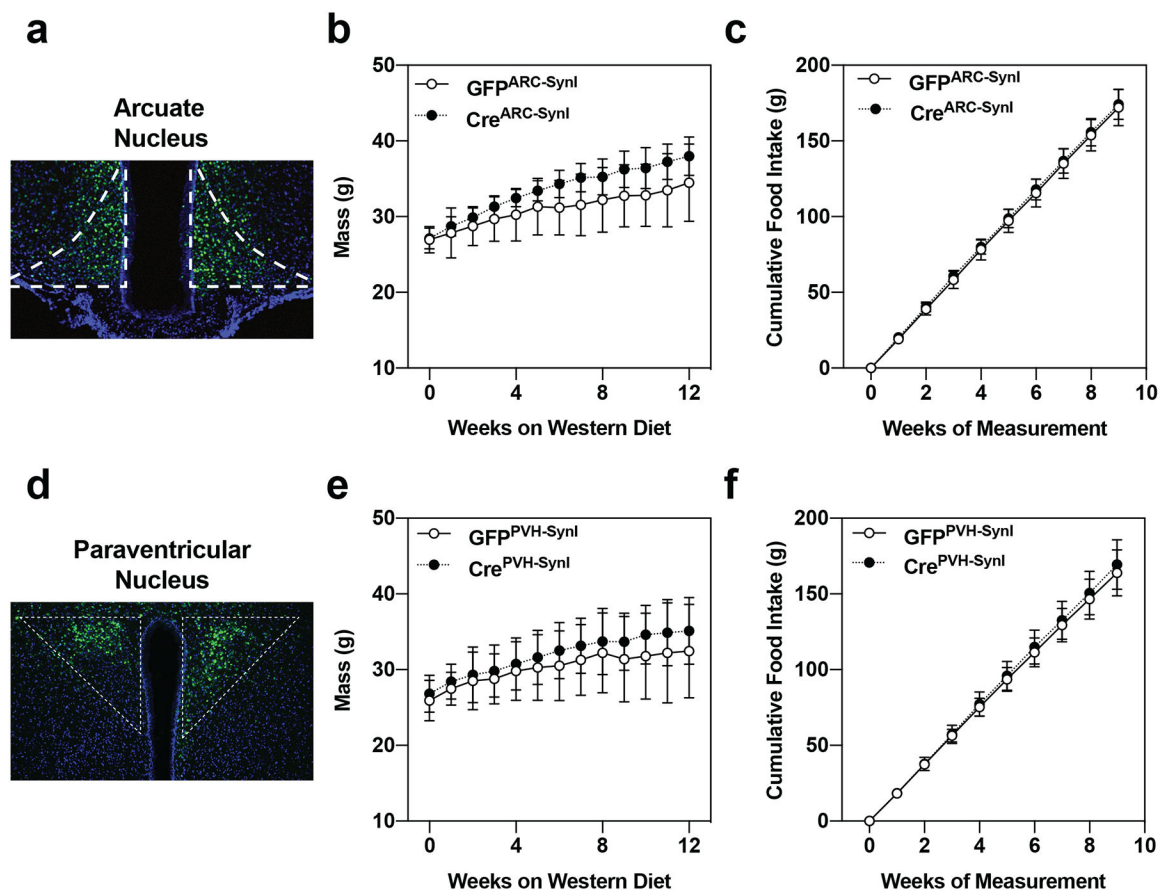 a
Arcuate
Nucleus
b
50
40
30
20
10
Mass (g)
GFPARC-SynI
CreARC-SynI
0 4 8 12
Weeks on Western Diet
c
200
150
100
50
0
Cumulative Food Intake (g)
GFPARC-SynI
CreARC-SynI
0 2 4 6 8 10
Weeks of Measurement
d
Paraventricular
Nucleus
e
50
40
30
20
10
Mass (g)
GFPPVH-SynI
CrePVH-SynI
0 4 8 12
Weeks on Western Diet
f
200
150
100
50
0
Cumulative Food Intake (g)
GFPPVH-SynI
CrePVH-SynI
0 2 4 6 8 10
Weeks of Measurement